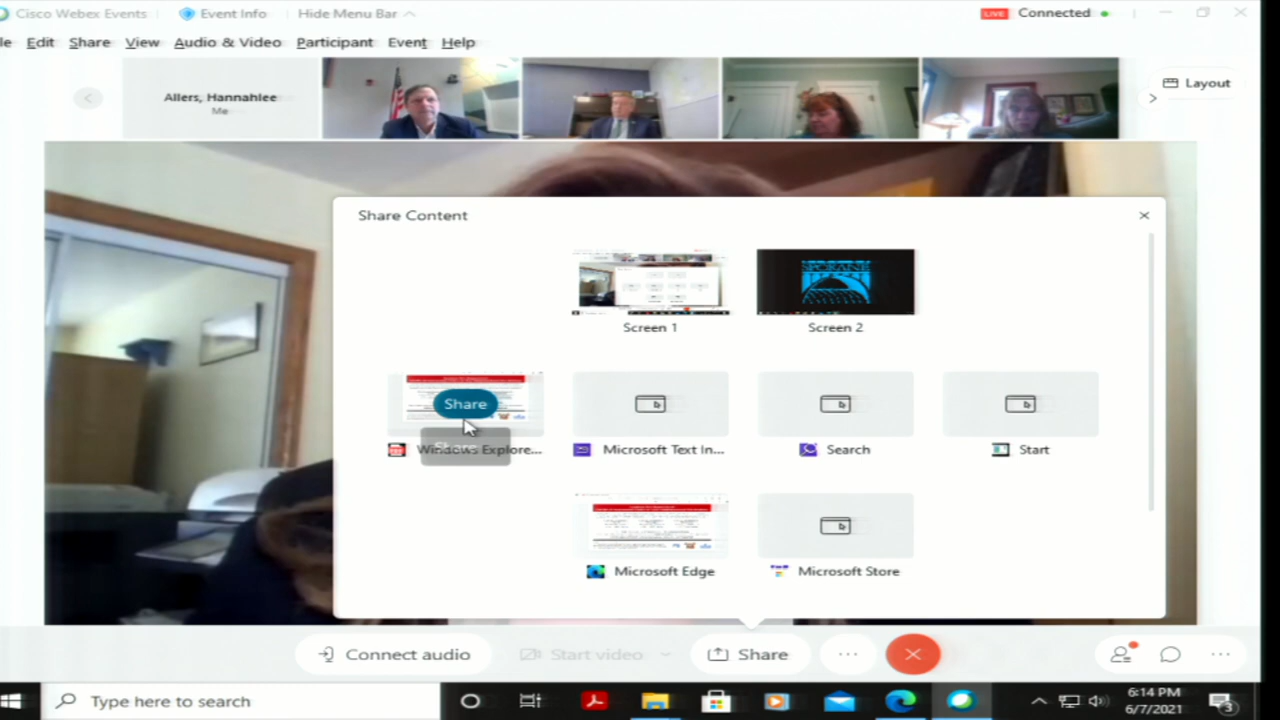 Cisco Webex Events
Event Info
Hide Menu Bar
LIVE
Connected
le Edit Share View Audio & Video Participant Event Help
Allers, Hannahlee
Me
Layout
Share Content
Screen 1
SPOKANE
Screen 2
Share
Share
Windows Explore...
Microsoft Text In...
Search
Start
Microsoft Edge
Microsoft Store
Connect audio
Start video
Share
Type here to search
6:14 PM
6/7/2021
3